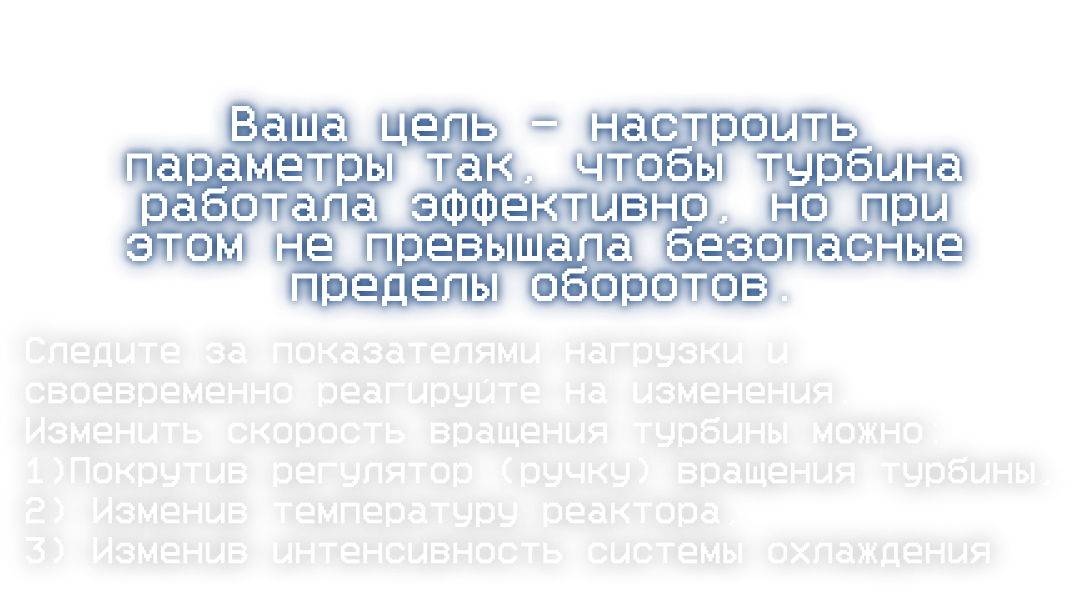 Ваша цель – настроить
параметры так, чтобы турбина
работала эффективно, но при
этом не превышала безопасные
пределы оборотов.
Следите за показателями нагрузки и
своевременно реагируйте на изменения.
Изменить скорость вращения турбины можно:
1)Покрутив регулятор (ручку) вращения турбины,
2) Изменив температуру реактора,
3) Изменив интенсивность системы охлаждения